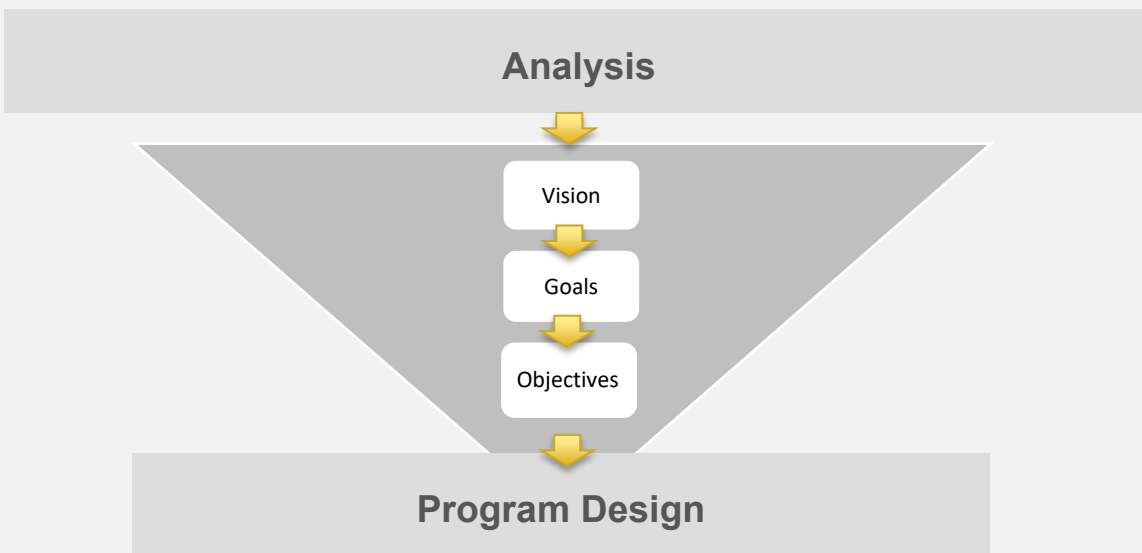 Analysis
Vision
Goals
Objectives
Program Design